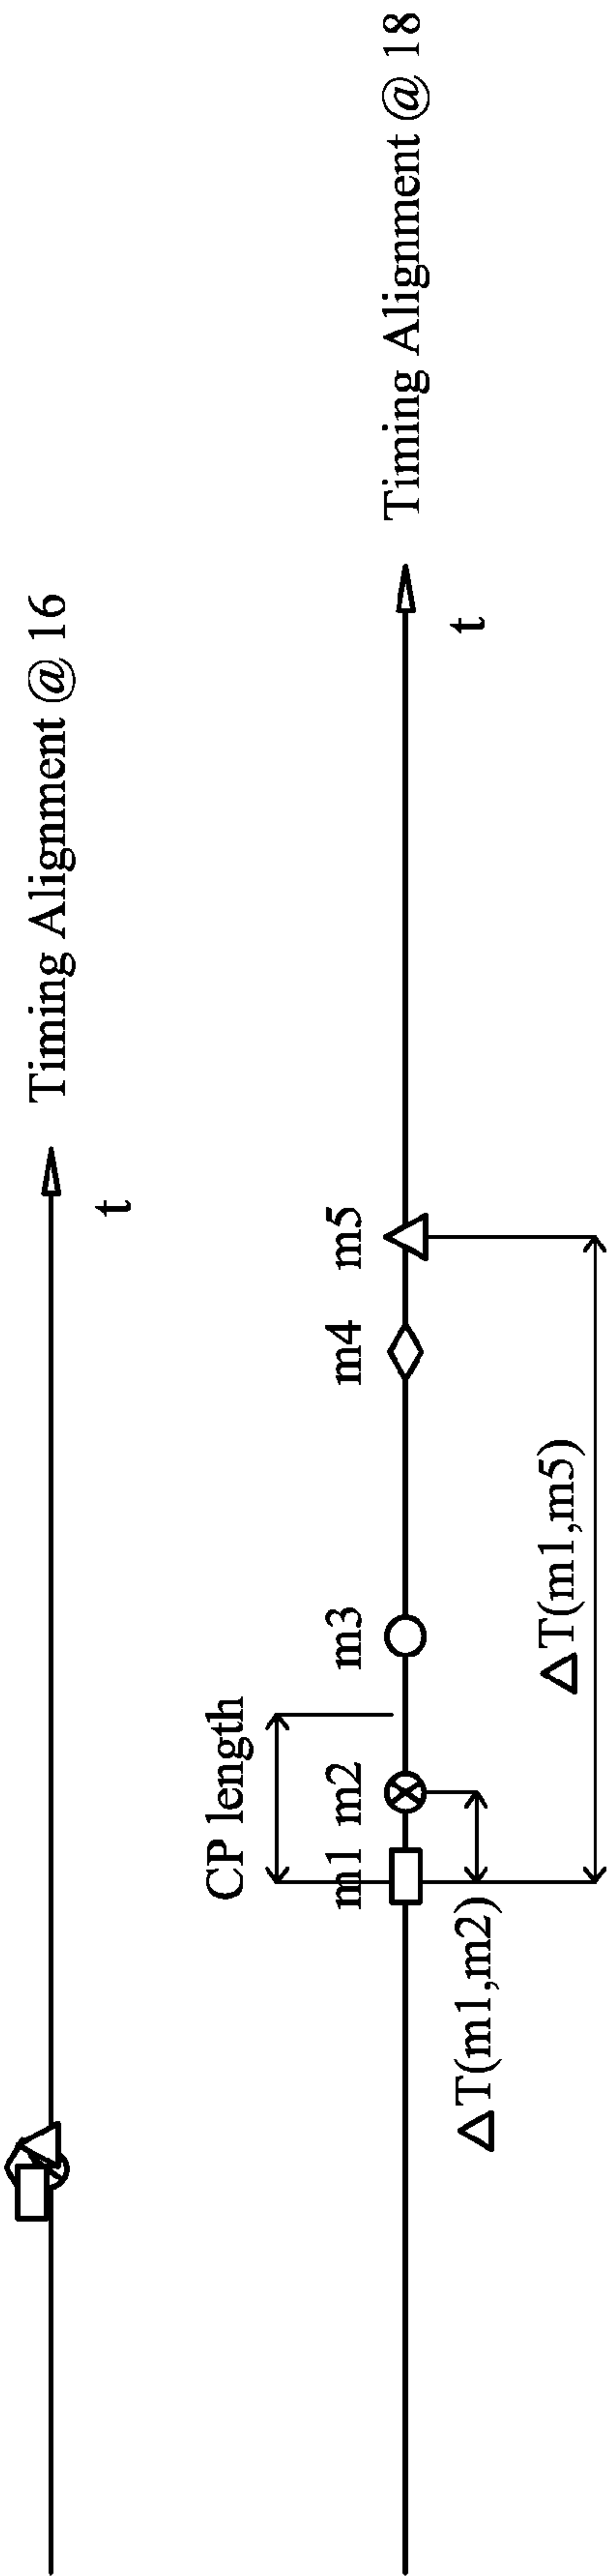 Timing Alignment @ 16
t
CP length
m1 m2 m3 m4 m5
Timing Alignment @ 18
t
ΔT(m1,m2)
ΔT(m1,m5)